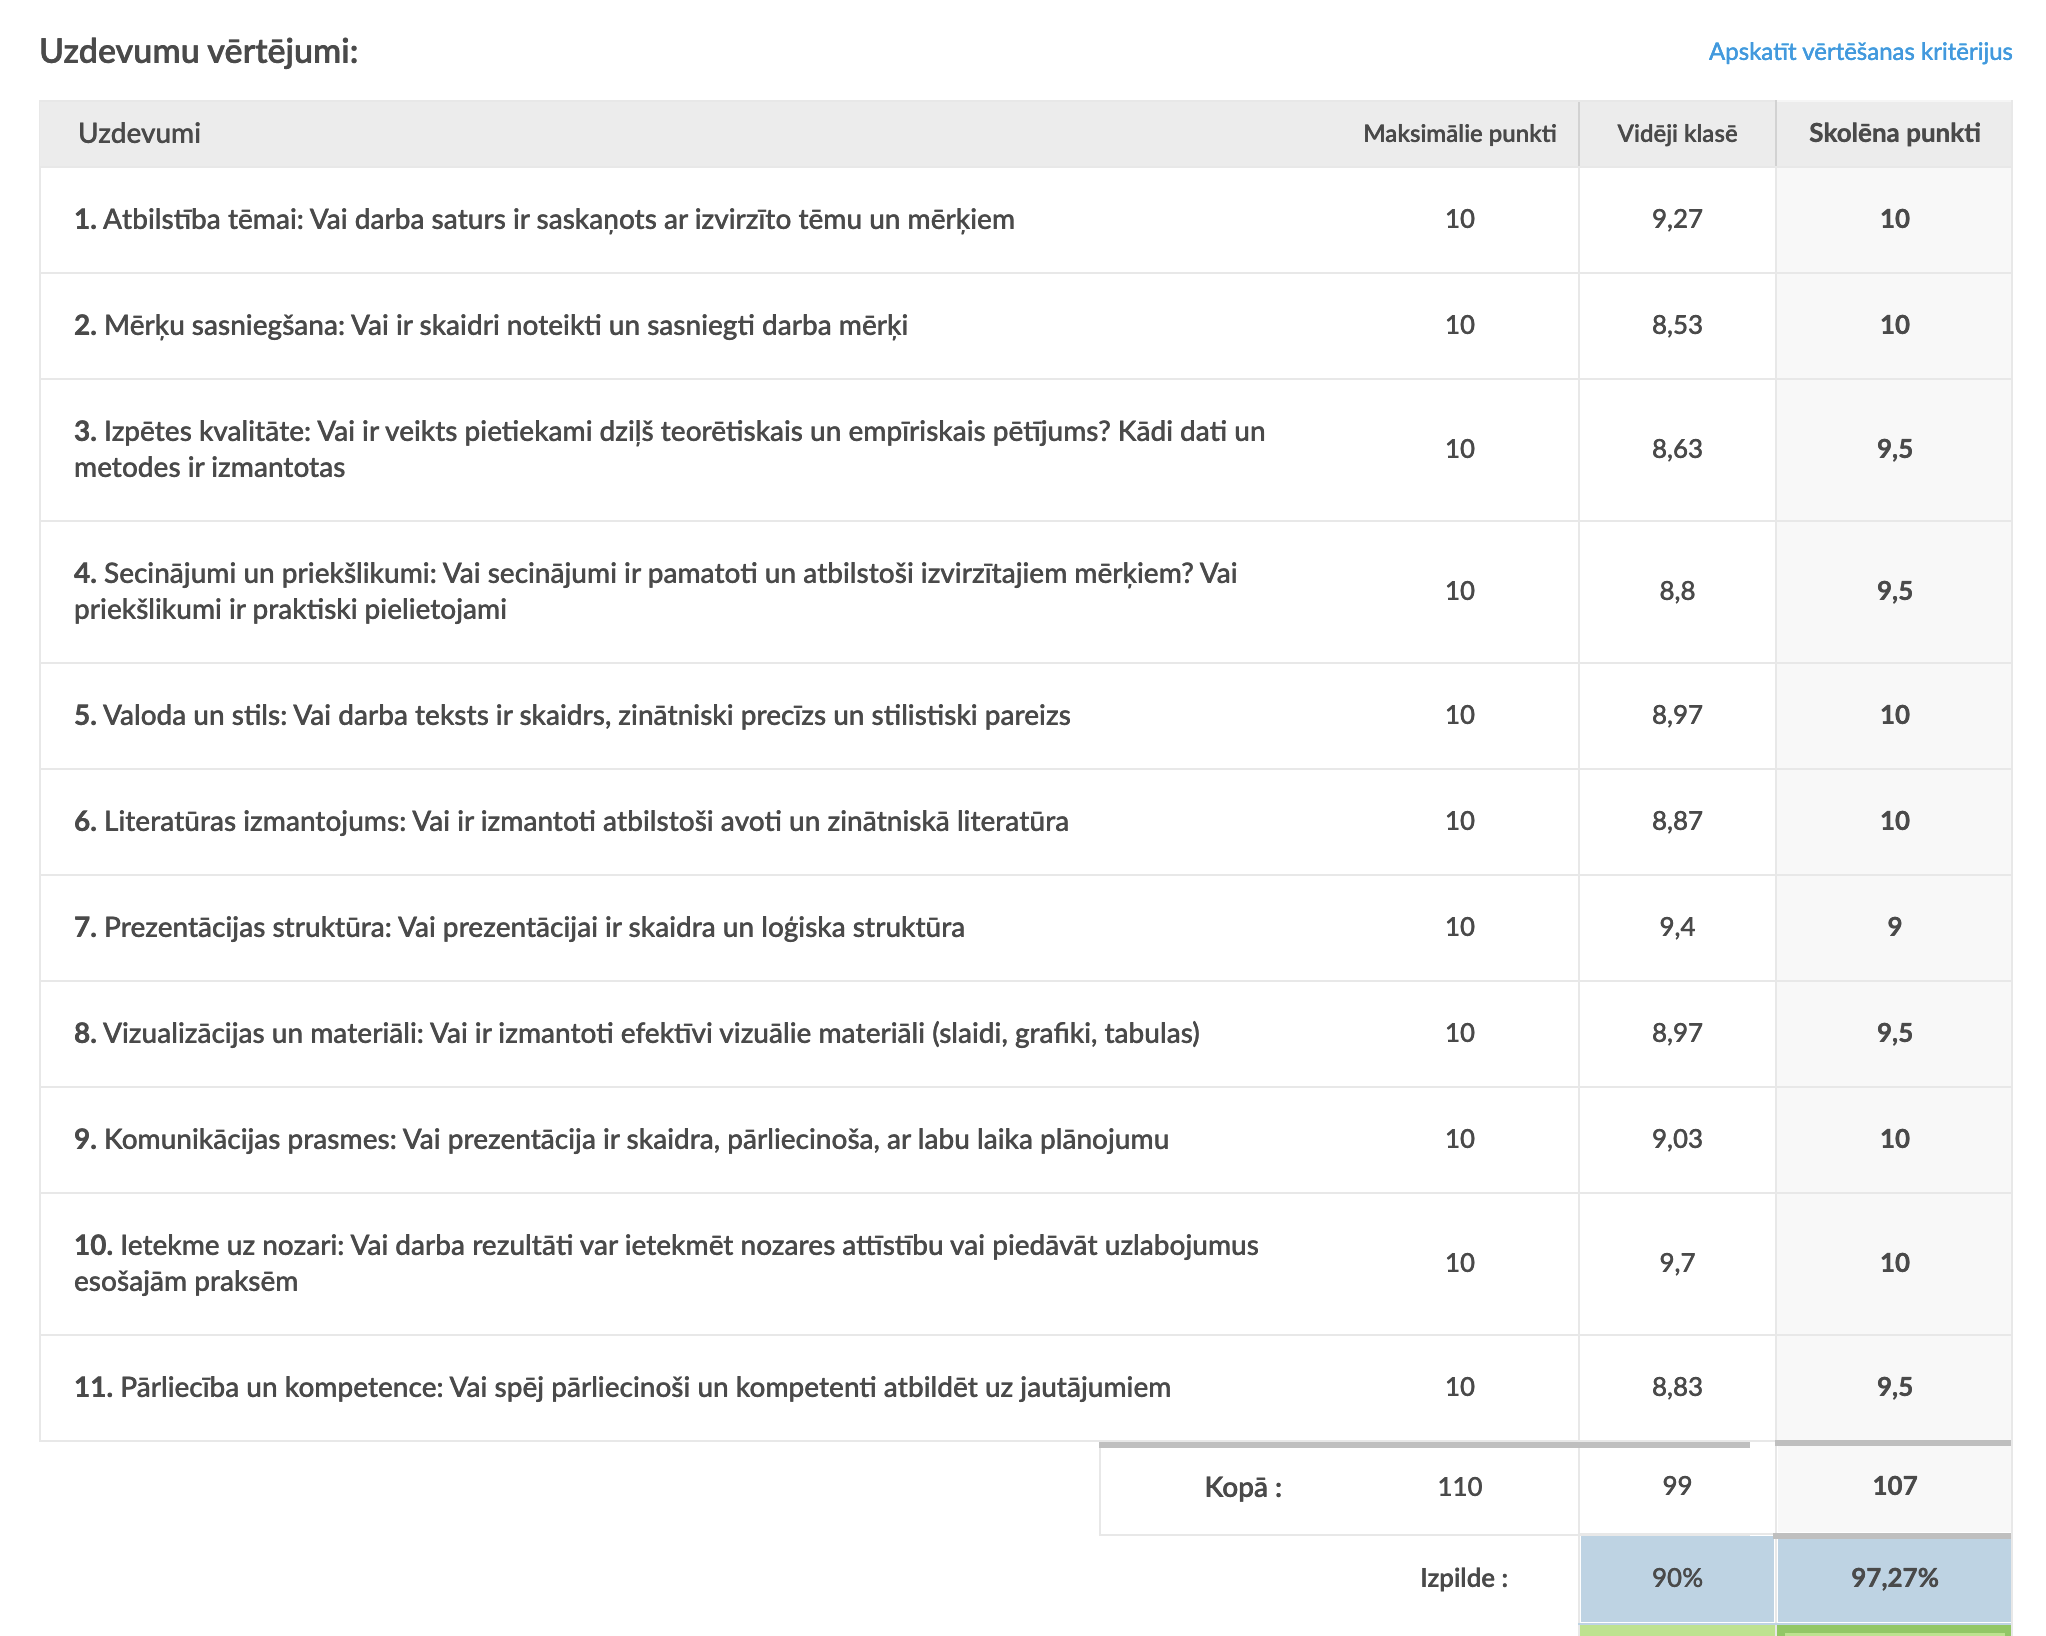 Uzdevumu vērtējumi:
Apskatīt vērtēšanas kritērijus
Uzdevumi Maksimālie punkti Vidēji klasē Skolēna punkti
1. Atbilstība tēmai: Vai darba saturs ir saskaņots ar izvirzīto tēmu un mērķiem 10 9,27 10
2. Mērķu sasniegšana: Vai ir skaidri noteikti un sasniegti darba mērķi 10 8,53 10
3. Izpētes kvalitāte: Vai ir veikts pietiekami dziļš teorētiskais un empīriskais pētījums? Kādi dati un
metodes ir izmantotas 10 8,63 9,5
4. Secinājumi un priekšlikumi: Vai secinājumi ir pamatoti un atbilstoši izvirzītajiem mērķiem? Vai
priekšlikumi ir praktiski pielietojami 10 8,8 9,5
5. Valoda un stils: Vai darba teksts ir skaidrs, zinātniski precīzs un stilistiski pareizs 10 8,97 10
6. Literatūras izmantojums: Vai ir izmantoti atbilstoši avoti un zinātniskā literatūra 10 8,87 10
7. Prezentācijas struktūra: Vai prezentācijai ir skaidra un loģiska struktūra 10 9,4 9
8. Vizualizācijas un materiāli: Vai ir izmantoti efektīvi vizuālie materiāli (slaidi, grafiki, tabulas) 10 8,97 9,5
9. Komunikācijas prasmes: Vai prezentācija ir skaidra, pārliecinoša, ar labu laika plānojumu 10 9,03 10
10. Ietekme uz nozari: Vai darba rezultāti var ietekmēt nozares attīstību vai piedāvāt uzlabojumus
esošajām praksēm 10 9,7 10
11. Pārliecība un kompetence: Vai spēj pārliecinoši un kompetenti atbildēt uz jautājumiem 10 8,83 9,5
Kopā : 110 99 107
Izpilde : 90% 97,27%